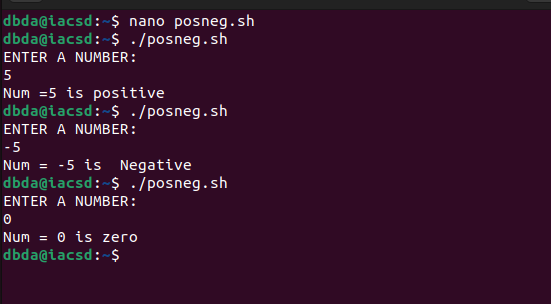 dbda@iacsd:~$ nano posneg.sh
dbda@iacsd:~$ ./posneg.sh
ENTER A NUMBER:
5
Num =5 is positive
dbda@iacsd:~$ ./posneg.sh
ENTER A NUMBER:
-5
Num = -5 is  Negative
dbda@iacsd:~$ ./posneg.sh
ENTER A NUMBER:
0
Num = 0 is zero
dbda@iacsd:~$